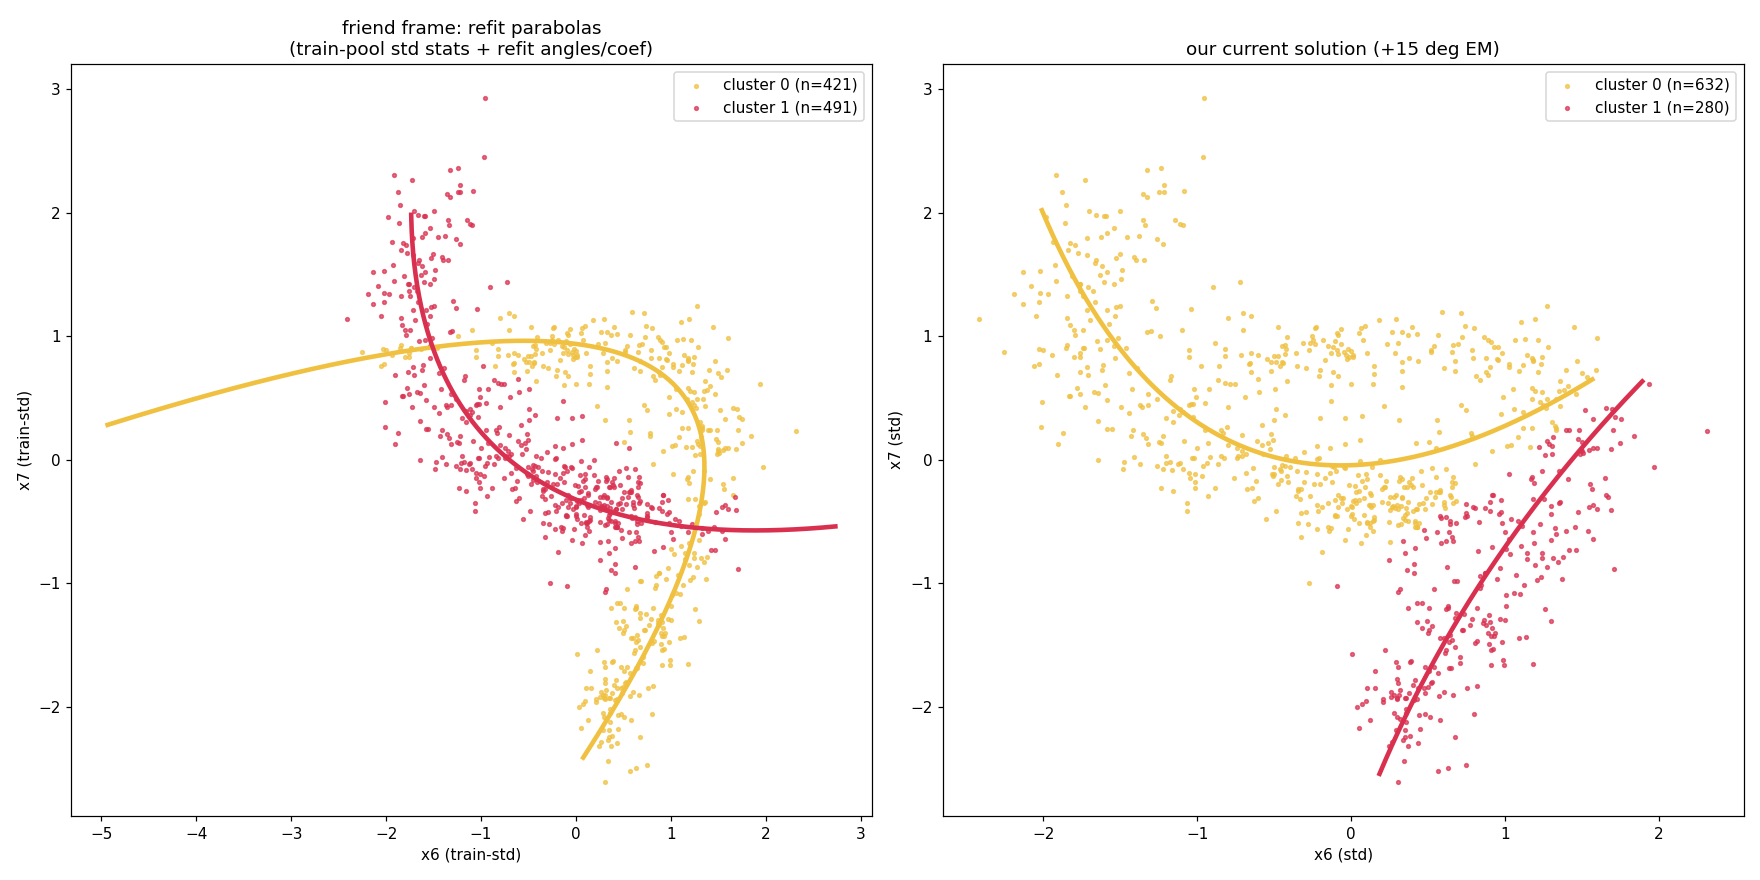 friend frame: refit parabolas
(train-pool std stats + refit angles/coef)
cluster 0 (n=421)
cluster 1 (n=491)
3
2
1
0
−1
−2
x7 (train-std)
−5 −4 −3 −2 −1 0 1 2 3
x6 (train-std)
our current solution (+15 deg EM)
cluster 0 (n=632)
cluster 1 (n=280)
3
2
1
0
−1
−2
x7 (std)
−2 −1 0 1 2
x6 (std)